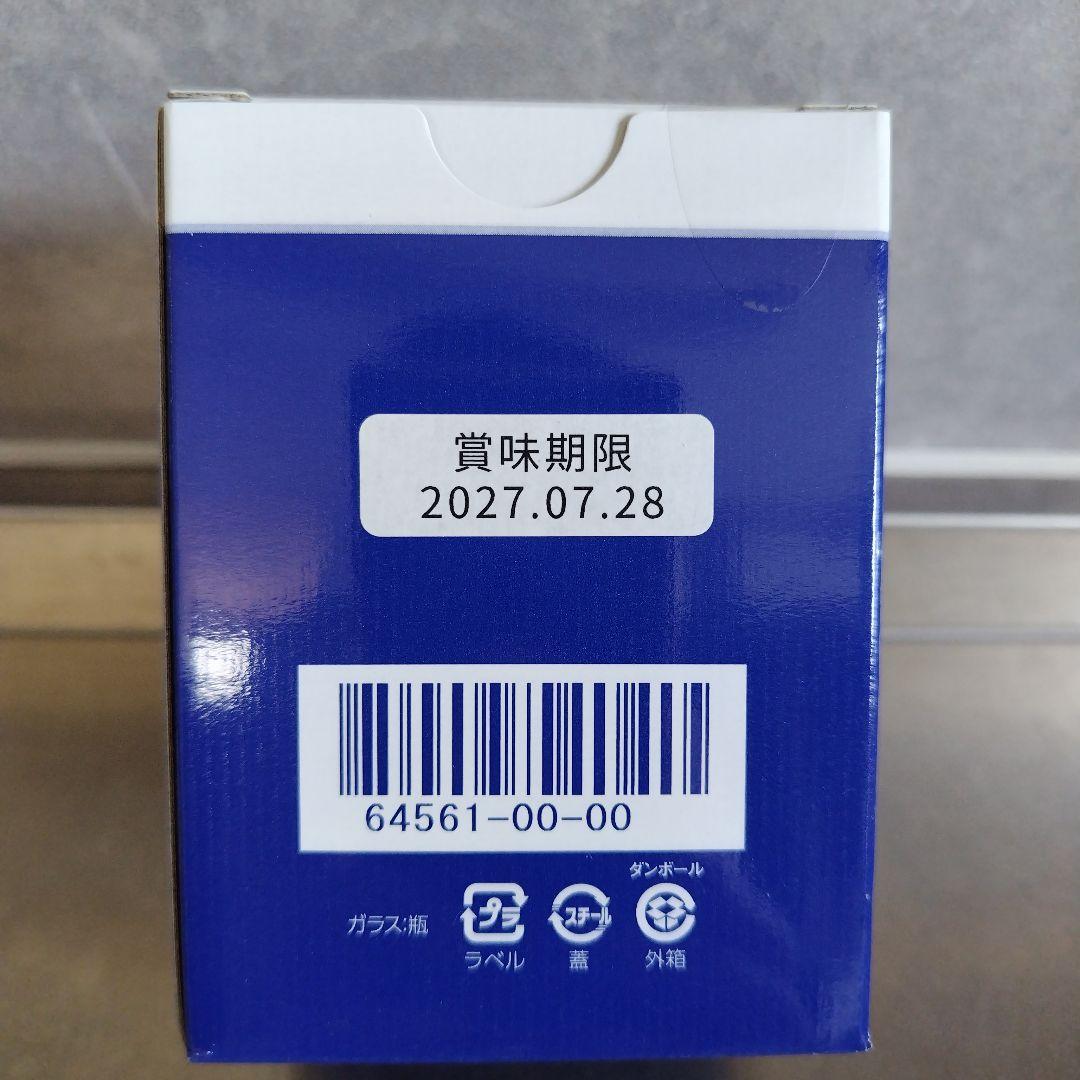 賞味期限
2027.07.28
64561-00-00
ダンボール
ガラス:瓶
プラ
スチール
ラベル
蓋
外箱